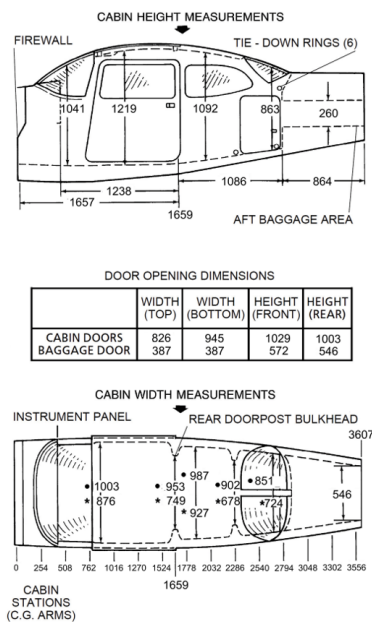 CABIN HEIGHT MEASUREMENTS
FIREWALL
TIE - DOWN RINGS (6)
1041
1219
1092
863
260
1238
1086
864
1657
1659
AFT BAGGAGE AREA
DOOR OPENING DIMENSIONS
WIDTH (TOP) WIDTH (BOTTOM) HEIGHT (FRONT) HEIGHT (REAR)
CABIN DOORS 826 945 1029 1003
BAGGAGE DOOR 387 387 572 546
CABIN WIDTH MEASUREMENTS
INSTRUMENT PANEL
REAR DOORPOST BULKHEAD
3607
• 1003
* 876
• 953
* 749
• 987
* 927
• 902
* 678
• 851
*724
546
0 254 508 762 1016 1270 1524 1778 2032 2286 2540 2794 3048 3302 3556
1659
CABIN
STATIONS
(C.G. ARMS)